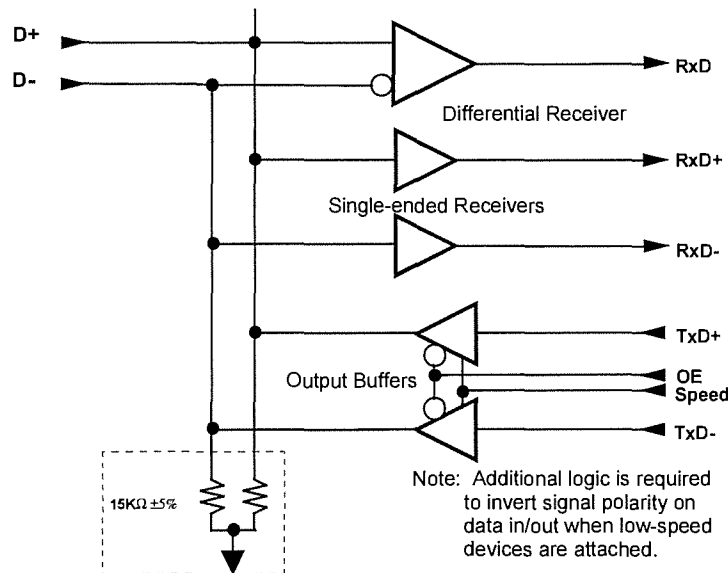 D+
D-
RxD
Differential Receiver
RxD+
Single-ended Receivers
RxD-
TxD+
Output Buffers
OE
Speed
TxD-
15KΩ ±5%
Note: Additional logic is required
to invert signal polarity on
data in/out when low-speed
devices are attached.